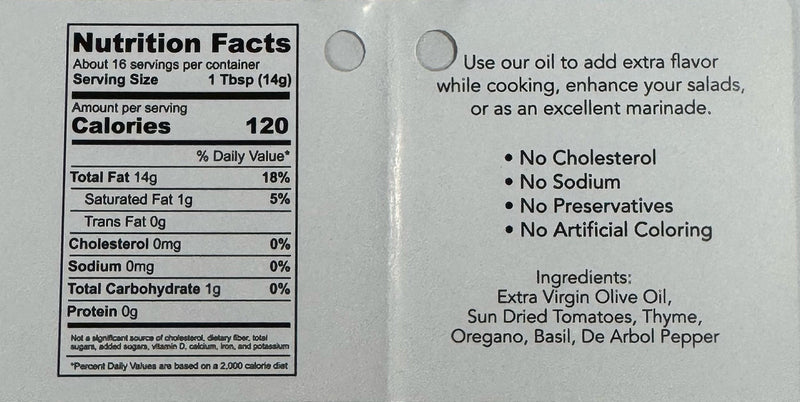 Nutrition Facts
About 16 servings per container
Serving Size 1 Tbsp (14g)
Amount per serving
Calories 120
% Daily Value*
Total Fat 14g 18%
Saturated Fat 1g 5%
Trans Fat 0g
Cholesterol 0mg 0%
Sodium 0mg 0%
Total Carbohydrate 1g 0%
Protein 0g
Not a significant source of cholesterol, dietary fiber, total
sugars, added sugars, vitamin D, calcium, iron, and potassium
*Percent Daily Values are based on a 2,000 calorie diet
Use our oil to add extra flavor
while cooking, enhance your salads,
or as an excellent marinade.
• No Cholesterol
• No Sodium
• No Preservatives
• No Artificial Coloring
Ingredients:
Extra Virgin Olive Oil,
Sun Dried Tomatoes, Thyme,
Oregano, Basil, De Arbol Pepper